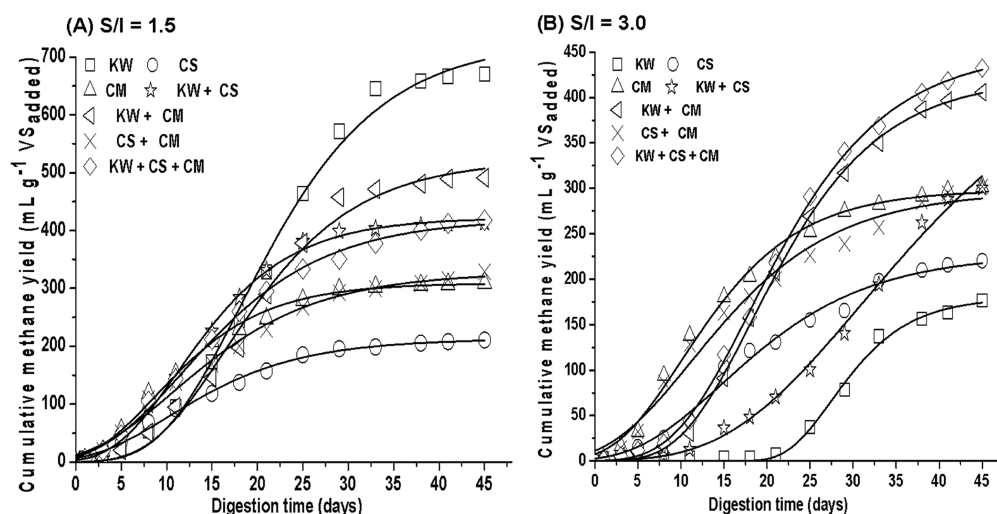 (A) S/I = 1.5
Cumulative methane yield (mL g⁻¹ VSadded)
700
600
500
400
300
200
100
0
KW CS
CM KW + CS
KW + CM
CS + CM
KW + CS + CM
0 5 10 15 20 25 30 35 40 45
Digestion time (days)
(B) S/I = 3.0
Cumulative methane yield (mL g⁻¹ VSadded)
450
400
350
300
250
200
150
100
50
0
KW CS
CM KW + CS
KW + CM
CS + CM
KW + CS + CM
0 5 10 15 20 25 30 35 40 45
Digestion time (days)